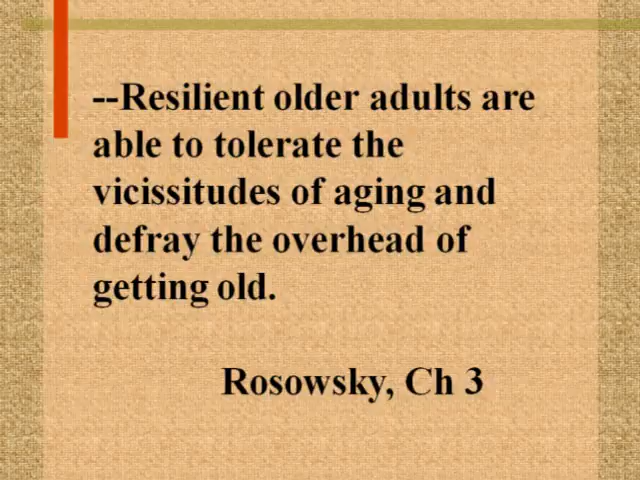 --Resilient older adults are
able to tolerate the
vicissitudes of aging and
defray the overhead of
getting old.
Rosowsky, Ch 3